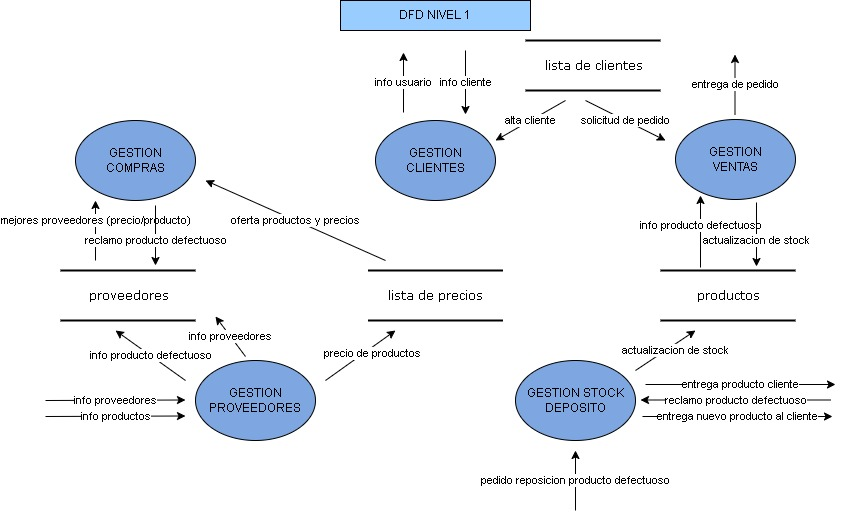 DFD NIVEL 1
lista de clientes
info usuario
info cliente
entrega de pedido
alta cliente
solicitud de pedido
GESTION
COMPRAS
GESTION
CLIENTES
GESTION
VENTAS
mejores proveedores (precio/producto)
oferta productos y precios
info producto defectuoso
reclamo producto defectuoso
actualizacion de stock
proveedores
lista de precios
productos
info proveedores
info producto defectuoso
precio de productos
actualizacion de stock
GESTION
PROVEEDORES
GESTION STOCK
DEPOSITO
entrega producto cliente
info proveedores
reclamo producto defectuoso
info productos
entrega nuevo producto al cliente
pedido reposicion producto defectuoso